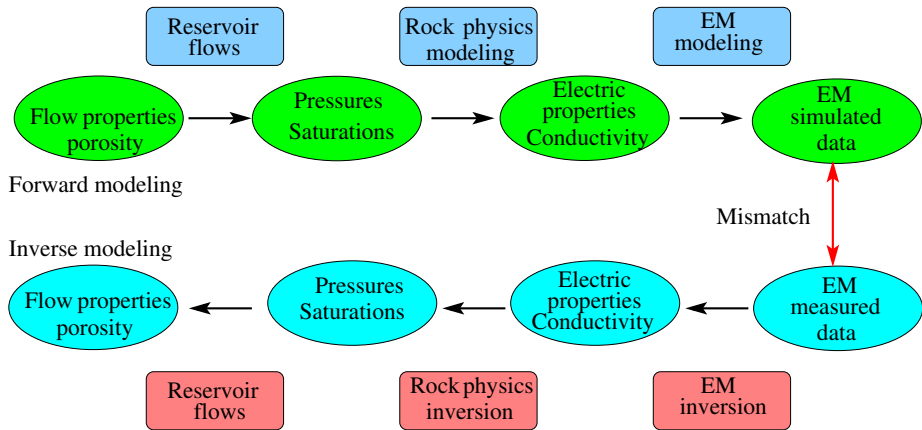 Reservoir
flows
Rock physics
modeling
EM
modeling
Flow properties
porosity
Pressures
Saturations
Electric
properties
Conductivity
EM
simulated
data
Forward modeling
Mismatch
Inverse modeling
Flow properties
porosity
Pressures
Saturations
Electric
properties
Conductivity
EM
measured
data
Reservoir
flows
Rock physics
inversion
EM
inversion